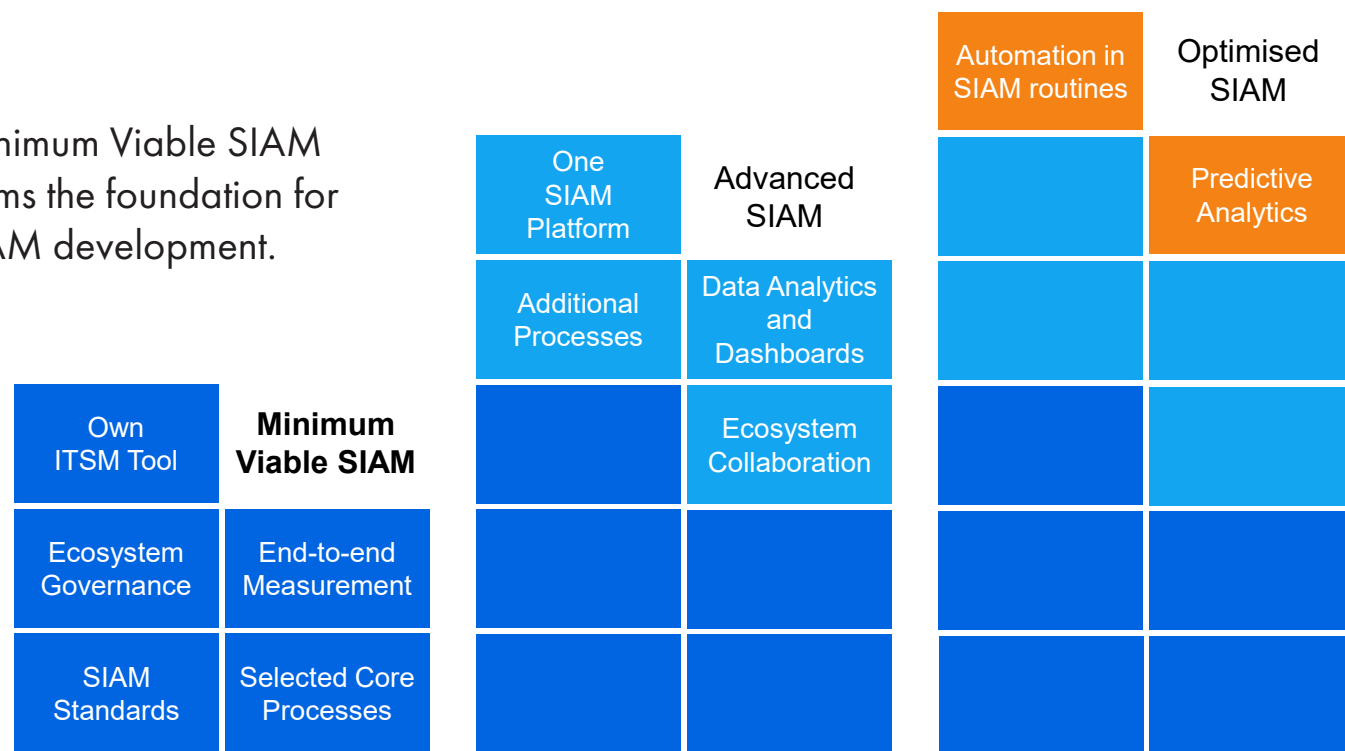 nimum Viable SIAM
ms the foundation for
AM development.
Own
ITSM Tool
Minimum
Viable SIAM
Ecosystem
Governance
End-to-end
Measurement
SIAM
Standards
Selected Core
Processes
One
SIAM
Platform
Advanced
SIAM
Additional
Processes
Data Analytics
and
Dashboards
Ecosystem
Collaboration
Automation in
SIAM routines
Optimised
SIAM
Predictive
Analytics